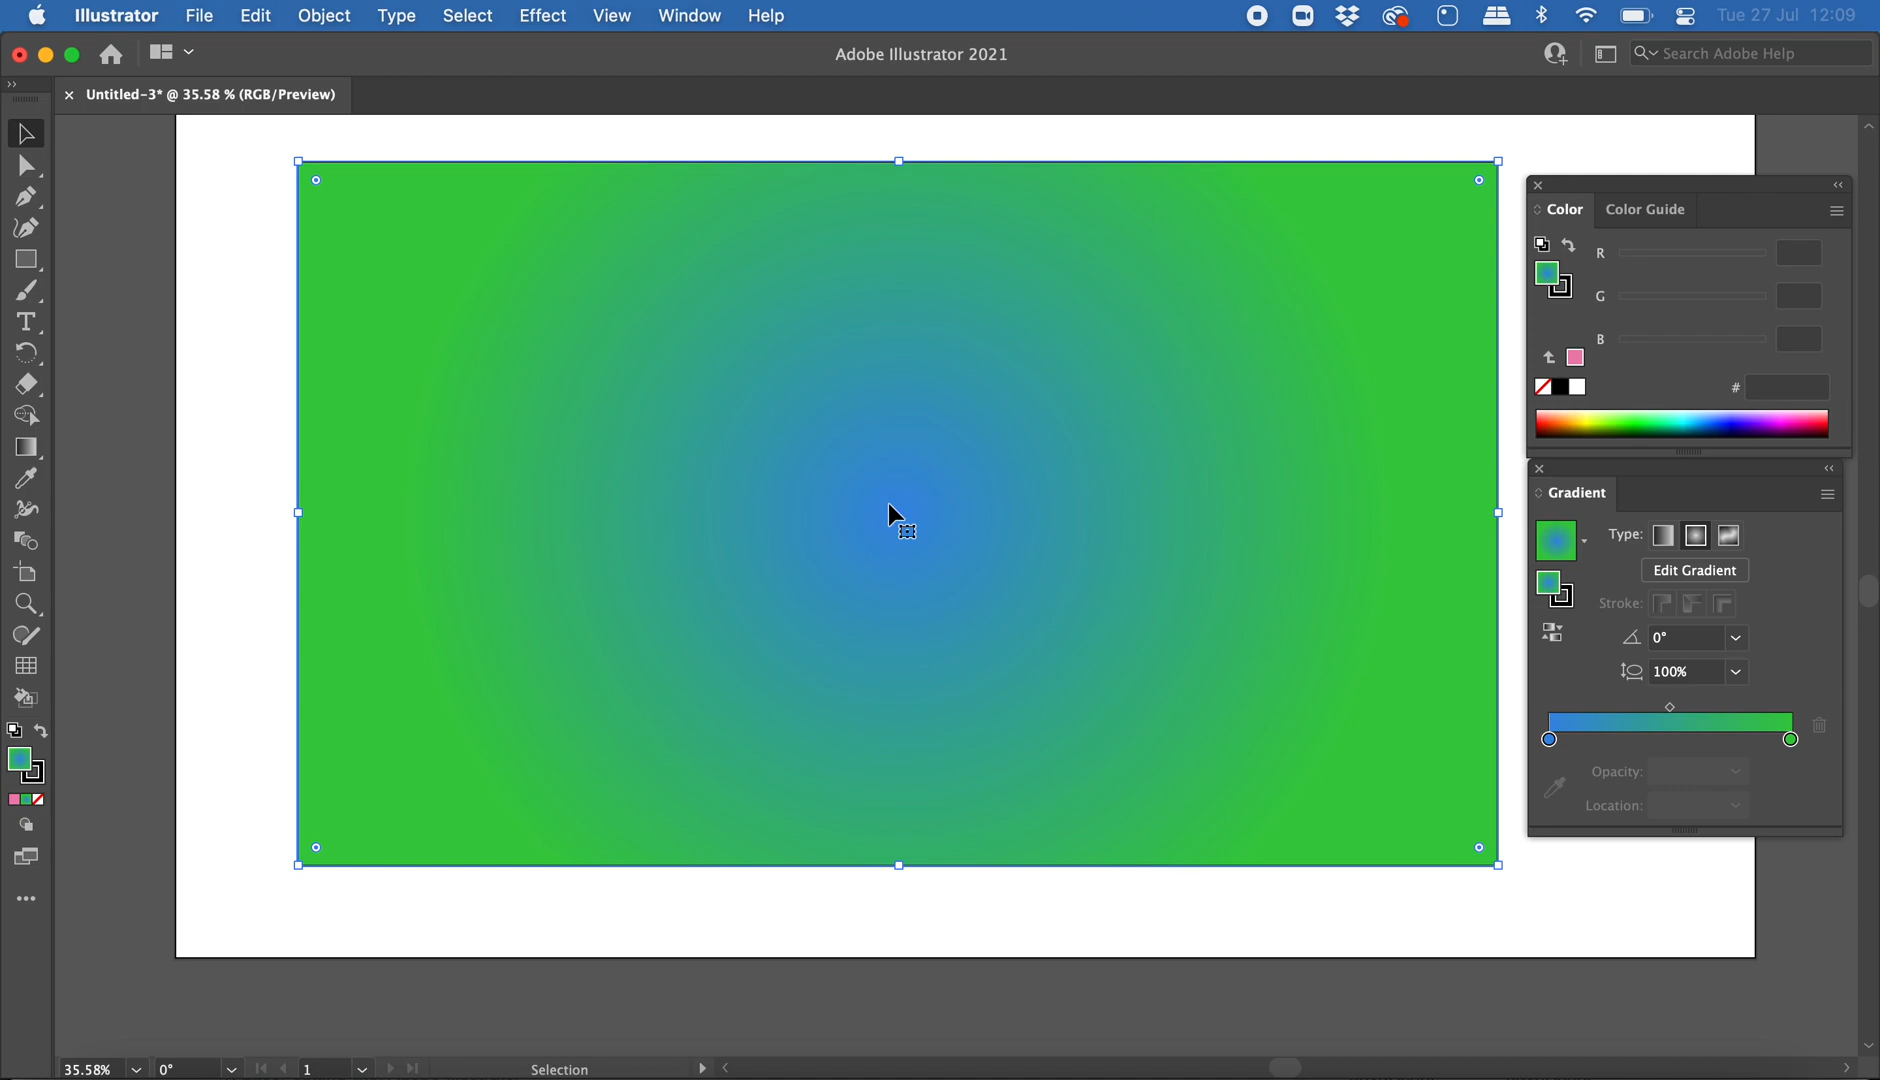 Illustrator File Edit Object Type Select Effect View Window Help Tue 27 Jul 12:09
Adobe Illustrator 2021
Search Adobe Help
Untitled-3* @ 35.58 % (RGB/Preview)
Color Color Guide
R
G
B
#
Gradient
Type:
Edit Gradient
Stroke:
0°
100%
Opacity:
Location:
35.58% 0° 1 Selection